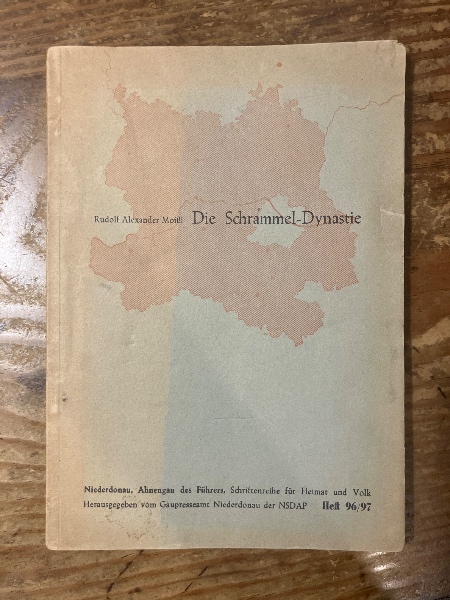 Rudolf Alexander Moißl Die Schrammel-Dynastie
Niederdonau, Ahnengau des Führers, Schriftenreihe für Heimat und Volk
Herausgegeben vom Gaupresseamt Niederdonau der NSDAP Heft 96/97